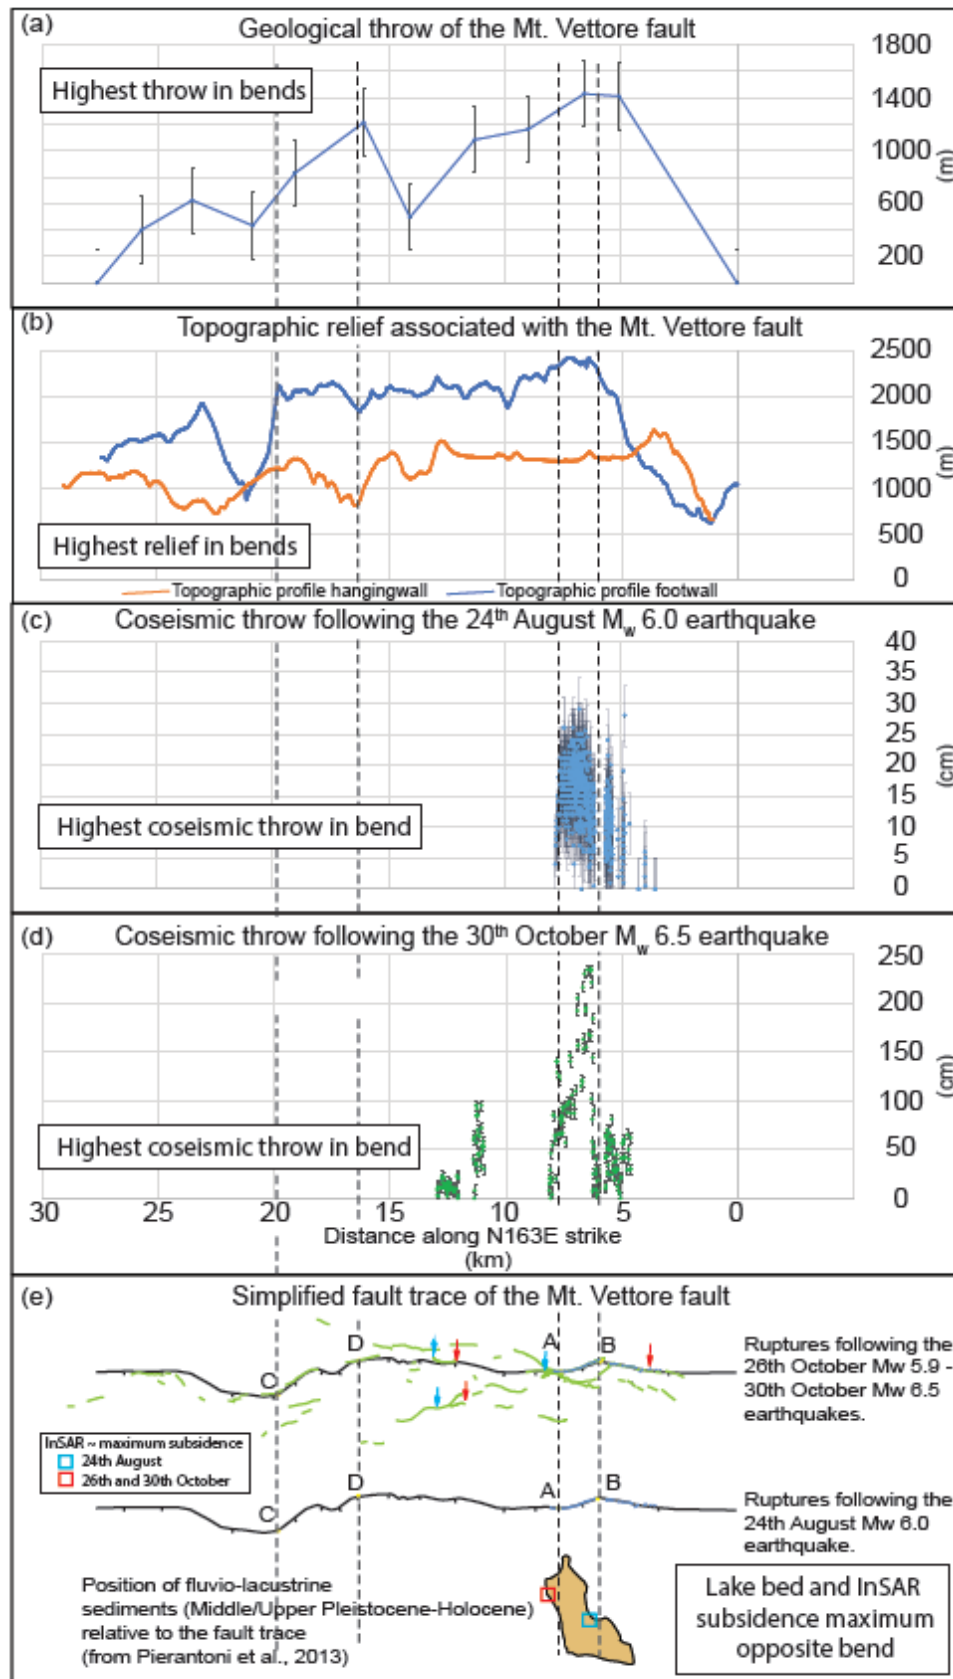 (a)
Geological throw of the Mt. Vettore fault
Highest throw in bends
1800
1400
1000
600
200
(m)
(b)
Topographic relief associated with the Mt. Vettore fault
2500
2000
1500
1000
500
0
(m)
Highest relief in bends
Topographic profile hangingwall
Topographic profile footwall
(c)
Coseismic throw following the 24th August Mw 6.0 earthquake
40
35
30
25
20
15
10
5
0
(cm)
Highest coseismic throw in bend
(d)
Coseismic throw following the 30th October Mw 6.5 earthquake
250
200
150
100
50
0
(cm)
Highest coseismic throw in bend
30 25 20 15 10 5 0
Distance along N163E strike
(km)
(e)
Simplified fault trace of the Mt. Vettore fault
C
D
A
B
Ruptures following the
26th October Mw 5.9 -
30th October Mw 6.5
earthquakes.
InSAR ~ maximum subsidence
24th August
26th and 30th October
C
D
A
B
Ruptures following the
24th August Mw 6.0
earthquake.
Position of fluvio-lacustrine
sediments (Middle/Upper Pleistocene-Holocene)
relative to the fault trace
(from Pierantoni et al., 2013)
Lake bed and InSAR
subsidence maximum
opposite bend